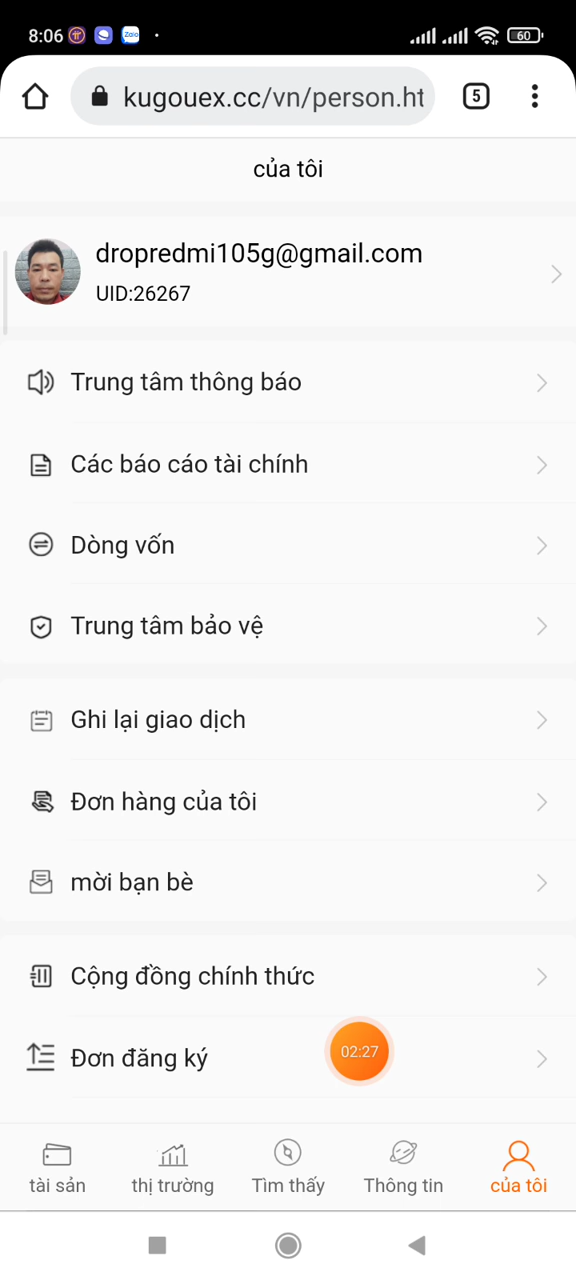 8:06
Zalo
60
kugouex.cc/vn/person.ht
5
của tôi
dropredmi105g@gmail.com
UID:26267
Trung tâm thông báo
Các báo cáo tài chính
Dòng vốn
Trung tâm bảo vệ
Ghi lại giao dịch
Đơn hàng của tôi
mời bạn bè
Cộng đồng chính thức
Đơn đăng ký
02:27
tài sản
thị trường
Tìm thấy
Thông tin
của tôi